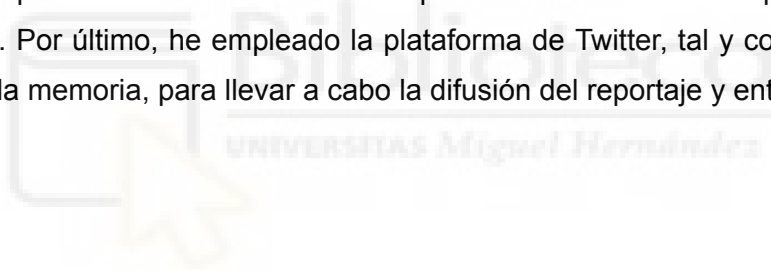 . Por último, he empleado la plataforma de Twitter, tal y co
la memoria, para llevar a cabo la difusión del reportaje y ent
Biblioteca
UNIVERSITAS Miguel Hernández